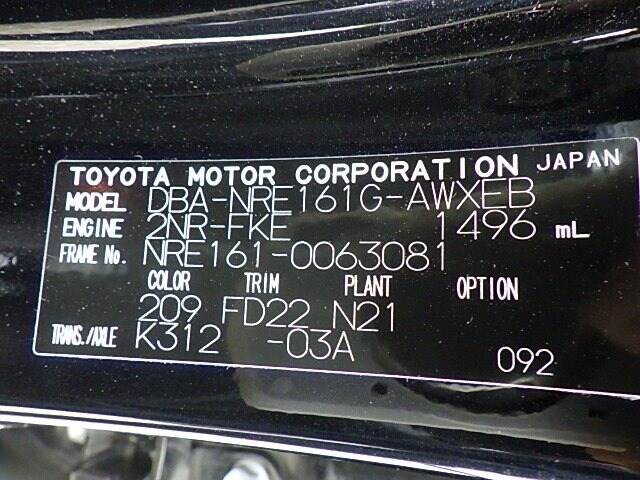 TOYOTA MOTOR CORPORATION JAPAN
MODEL DBA-NRE161G-AWXEB
ENGINE 2NR-FKE 1496 mL
FRAME No. NRE161-0063081
COLOR TRIM PLANT OPTION
209 FD22 N21
TRANS./AXLE K312 -03A
092